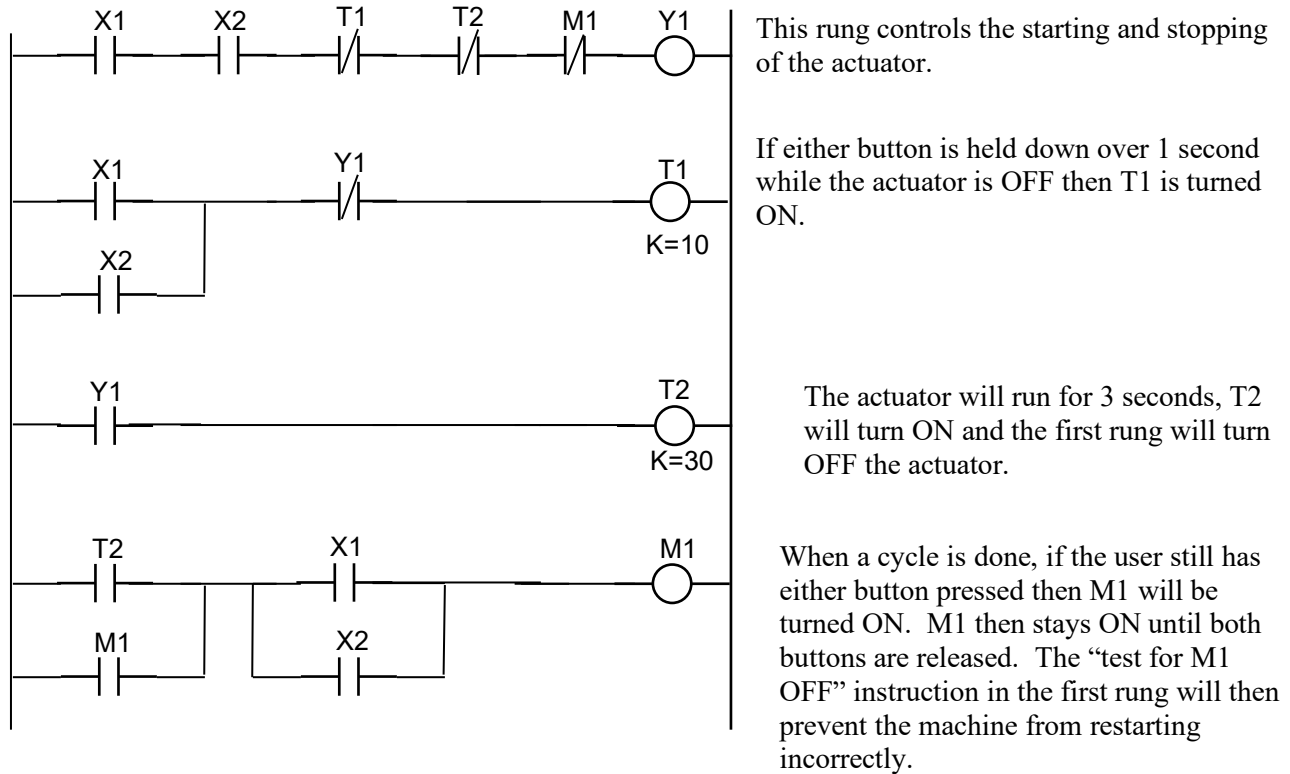 X1 X2 T1 T2 M1 Y1
This rung controls the starting and stopping
of the actuator.
X1 Y1 T1
K=10
X2
If either button is held down over 1 second
while the actuator is OFF then T1 is turned
ON.
Y1 T2
K=30
The actuator will run for 3 seconds, T2
will turn ON and the first rung will turn
OFF the actuator.
T2 X1 M1
M1 X2
When a cycle is done, if the user still has
either button pressed then M1 will be
turned ON.  M1 then stays ON until both
buttons are released.  The “test for M1
OFF” instruction in the first rung will then
prevent the machine from restarting
incorrectly.